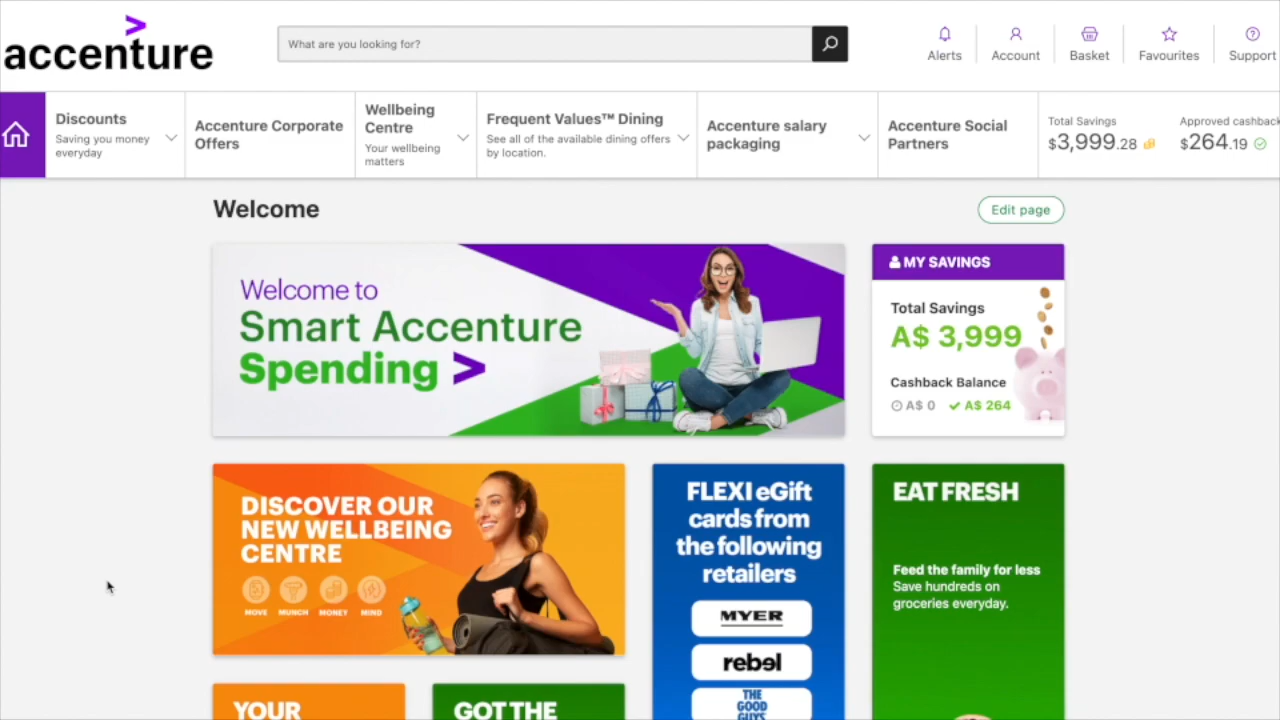 >
accenture
What are you looking for?
Alerts
Account
Basket
Favourites
Support
Discounts
Saving you money
everyday
Accenture Corporate
Offers
Wellbeing
Centre
Your wellbeing
matters
Frequent Values™ Dining
See all of the available dining offers
by location.
Accenture salary
packaging
Accenture Social
Partners
Total Savings
$3,999.28
Approved cashback
$264.19
Welcome
Edit page
Welcome to
Smart Accenture
Spending >
MY SAVINGS
Total Savings
A$ 3,999
Cashback Balance
A$ 0 A$ 264
DISCOVER OUR
NEW WELLBEING
CENTRE
MOVE MUNCH MONEY MIND
FLEXI eGift
cards from
the following
retailers
MYER
rebel
THE
GOOD
GUYS
EAT FRESH
Feed the family for less
Save hundreds on
groceries everyday.
YOUR
GOT THE